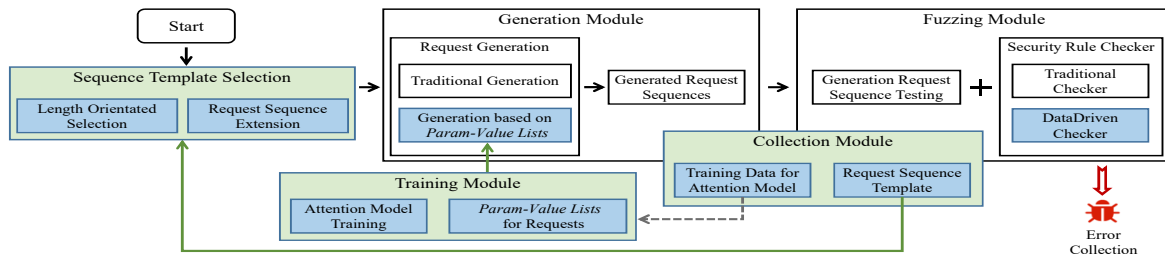 Start
Sequence Template Selection
Length Orientated
Selection
Request Sequence
Extension
Generation Module
Request Generation
Traditional Generation
Generation based on
Param-Value Lists
Generated Request
Sequences
Fuzzing Module
Generation Request
Sequence Testing
Security Rule Checker
Traditional
Checker
DataDriven
Checker
Collection Module
Training Data for
Attention Model
Request Sequence
Template
Training Module
Attention Model
Training
Param-Value Lists
for Requests
Error
Collection